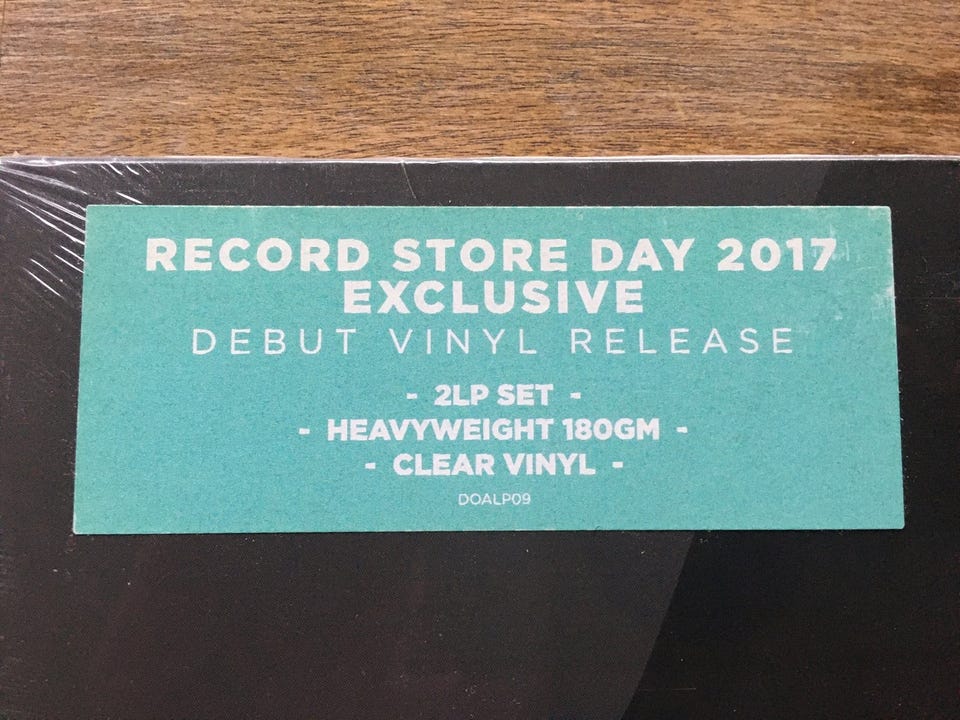 RECORD STORE DAY 2017
EXCLUSIVE
DEBUT VINYL RELEASE
- 2LP SET -
- HEAVYWEIGHT 180GM -
- CLEAR VINYL -
DOALP09